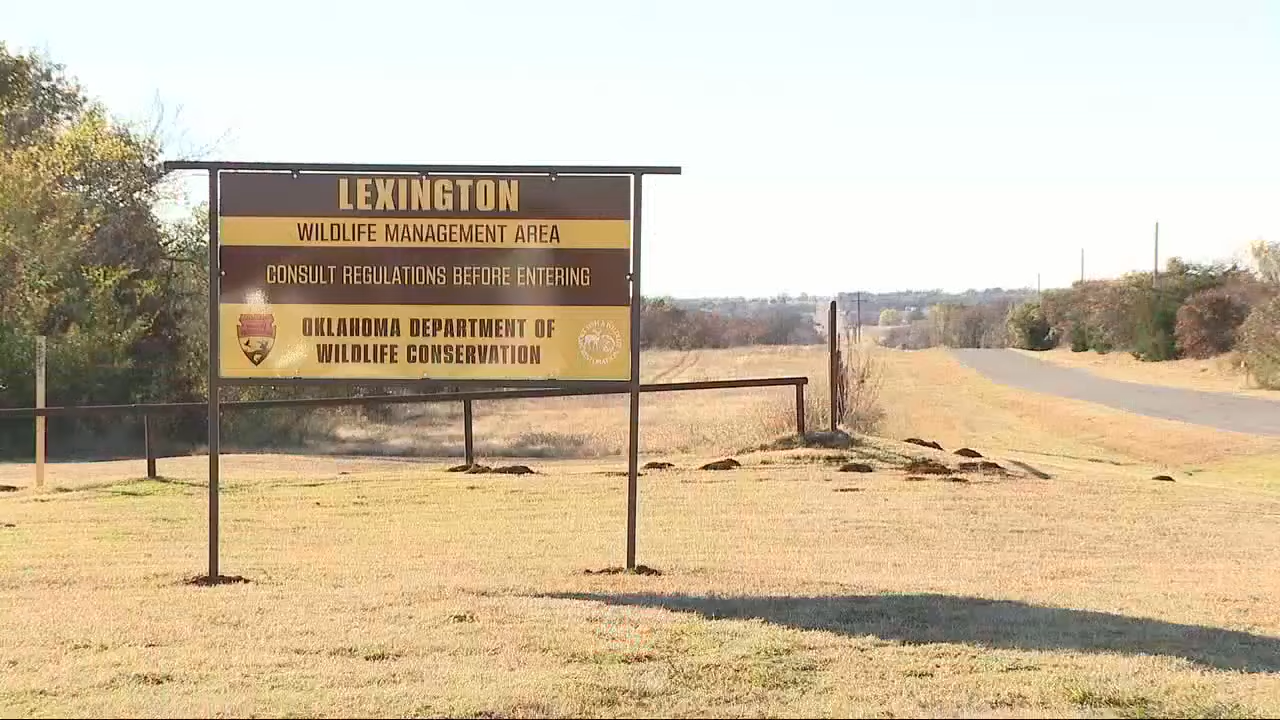 LEXINGTON
WILDLIFE MANAGEMENT AREA
CONSULT REGULATIONS BEFORE ENTERING
OKLAHOMA DEPARTMENT OF
WILDLIFE CONSERVATION